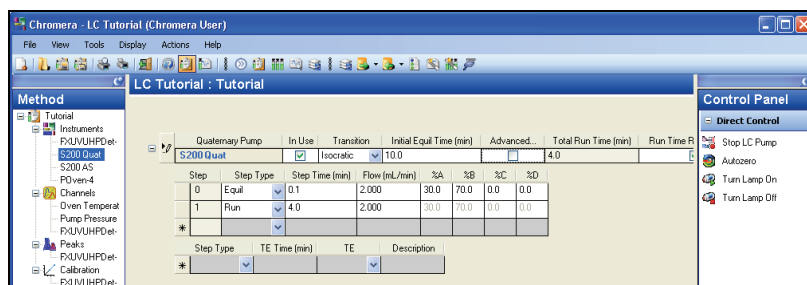 Chromera - LC Tutorial (Chromera User)
File View Tools Display Actions Help
LC Tutorial : Tutorial
Method
Tutorial
Instruments
FXUVUHPDet-
S200 Quat
S200 AS
POven-4
Channels
Oven Temperat
Pump Pressure
FXUVUHPDet-
Peaks
FXUVUHPDet-
Calibration
FXUVUHPDet-
Quaternary Pump In Use Transition Initial Equil Time (min) Advanced... Total Run Time (min) Run Time R
S200 Quat Isocratic 10.0 4.0
Step Step Type Step Time (min) Flow (mL/min) %A %B %C %D
0 Equil 0.1 2.000 30.0 70.0 0.0 0.0
1 Run 4.0 2.000 30.0 70.0 0.0 0.0
*
Step Type TE Time (min) TE Description
*
Control Panel
Direct Control
Stop LC Pump
Autozero
Turn Lamp On
Turn Lamp Off